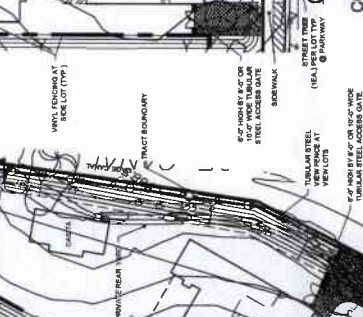 VINYL FENCING AT
SIDE LOT (TYP.)
6'-0" HIGH BY 8'-0" OR
10'-0" WIDE TUBULAR
STEEL ACCESS GATE
SIDEWALK
STREET TREE
(1EA.) PER LOT TYP.
@ PARKWAY
TRACT BOUNDARY
TUBULAR STEEL
VIEW FENCE AT
VIEW LOTS
6'-0" HIGH BY 8'-0" OR 10'-0" WIDE
TUBULAR STEEL ACCESS GATE
PRIVATE REAR